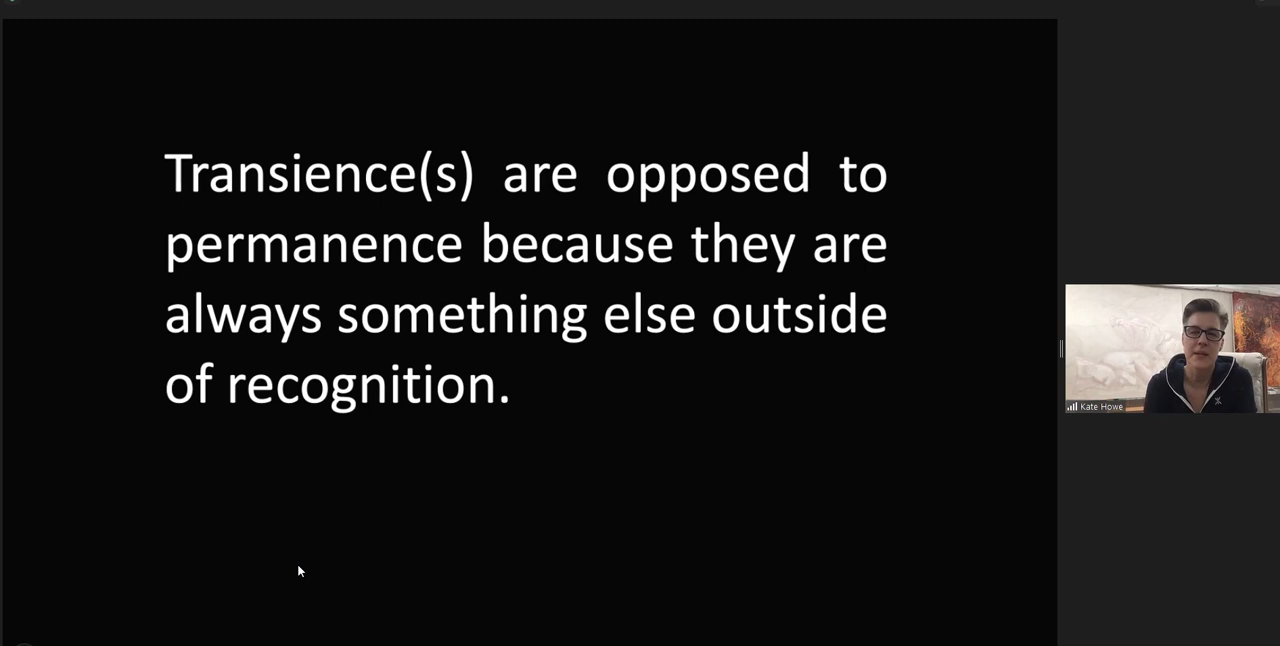 Transience(s) are opposed to
permanence because they are
always something else outside
of recognition.
Kate Howe